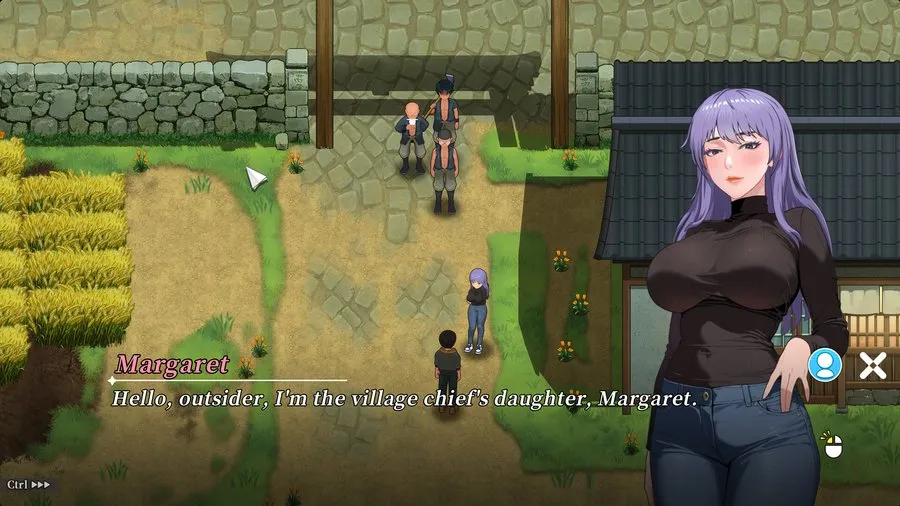 Margaret
Hello, outsider, I'm the village chief's daughter, Margaret.
Ctrl